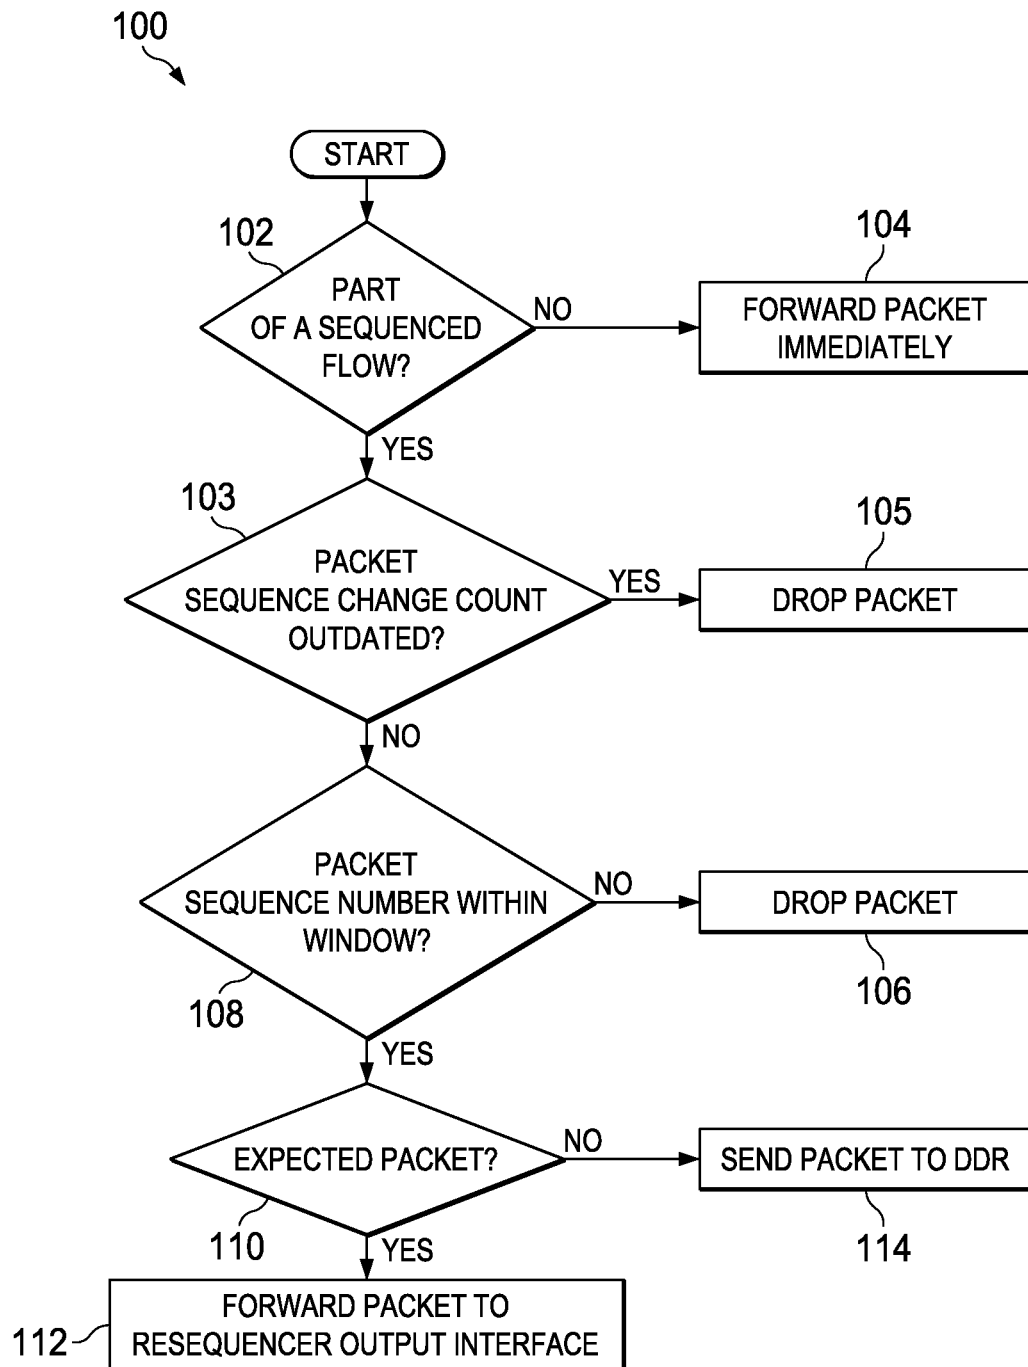 100
START
102
PART
OF A SEQUENCED
FLOW?
NO
104
FORWARD PACKET
IMMEDIATELY
YES
103
PACKET
SEQUENCE CHANGE COUNT
OUTDATED?
YES
105
DROP PACKET
NO
PACKET
SEQUENCE NUMBER WITHIN
WINDOW?
108
NO
DROP PACKET
106
YES
EXPECTED PACKET?
110
NO
SEND PACKET TO DDR
114
YES
FORWARD PACKET TO
RESEQUENCER OUTPUT INTERFACE
112